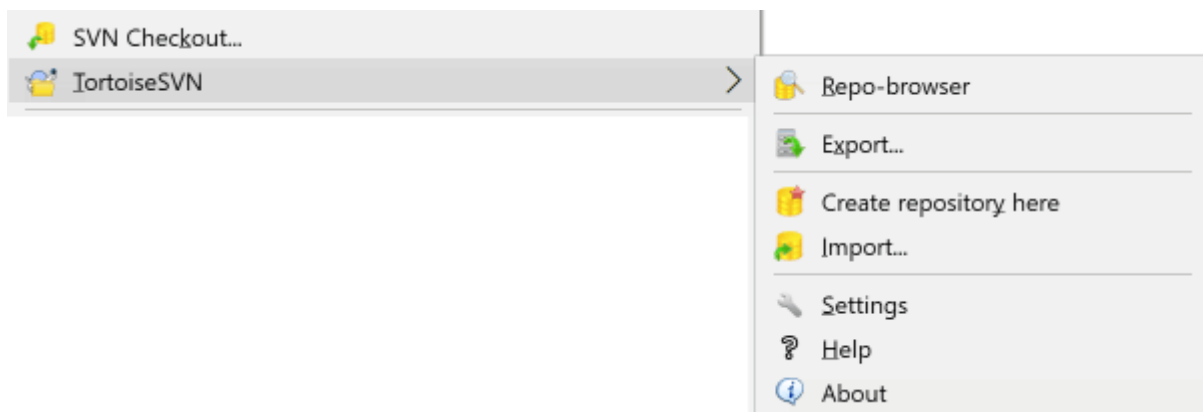 SVN Checkout...
TortoiseSVN
Repo-browser
Export...
Create repository here
Import...
Settings
Help
About